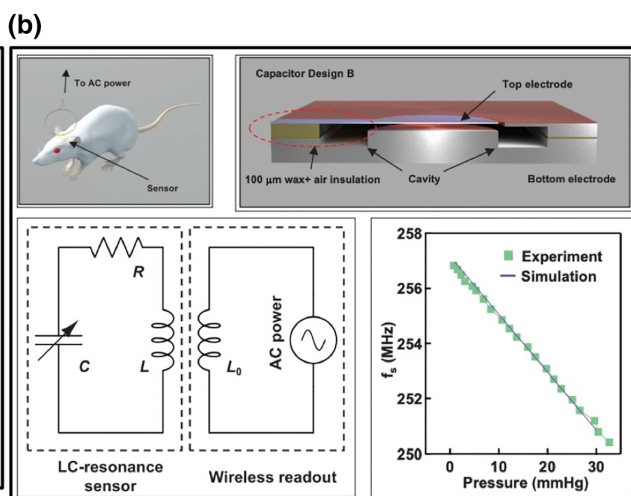 (b)
To AC power
Sensor
Capacitor Design B
Top electrode
100 μm wax+ air insulation
Cavity
Bottom electrode
R
C
L
L₀
AC power
LC-resonance
sensor
Wireless readout
258
256
254
252
250
fₛ (MHz)
Experiment
Simulation
0
10
20
30
40
Pressure (mmHg)